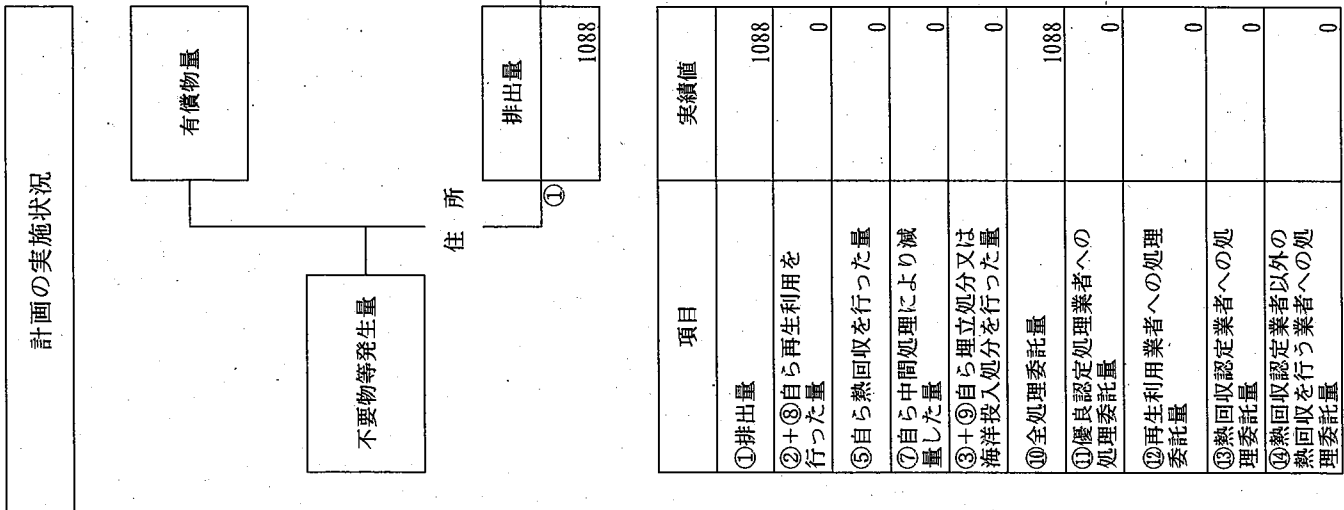 計画の実施状況
有償物量
不要物等発生量
住所
排出量
①
1088
項目
実績値
①排出量
1088
②+⑧自ら再生利用を
行った量
0
⑤自ら熱回収を行った量
0
⑦自ら中間処理により減
量した量
0
③+⑨自ら埋立処分又は
海洋投入処分を行った量
0
⑩全処理委託量
1088
⑪優良認定処理業者への
処理委託量
0
⑫再生利用業者への処理
委託量
0
⑬熱回収認定業者への処
理委託量
0
⑭熱回収認定業者以外の
熱回収を行う業者への処
理委託量
0